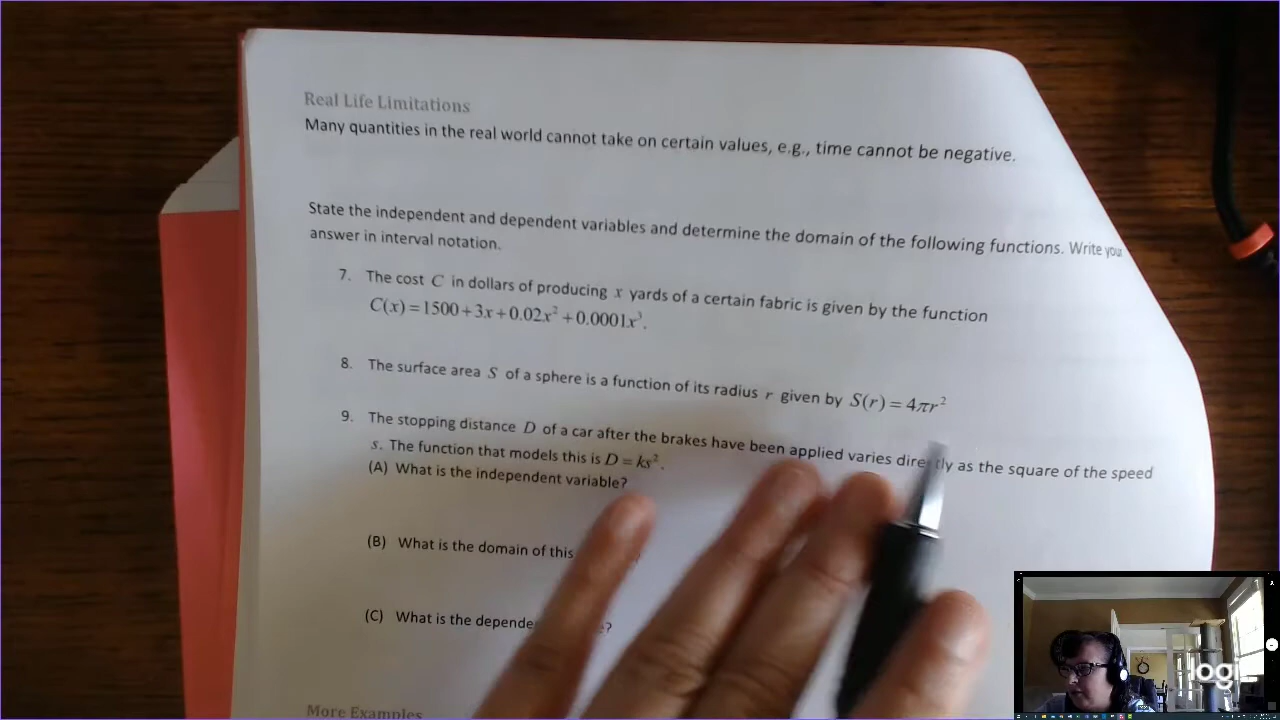 Real Life Limitations
Many quantities in the real world cannot take on certain values, e.g., time cannot be negative.
State the independent and dependent variables and determine the domain of the following functions. Write your
answer in interval notation.
7. The cost C in dollars of producing x yards of a certain fabric is given by the function
C(x) = 1500 + 3x + 0.02x² + 0.0001x³.
8. The surface area S of a sphere is a function of its radius r given by S(r) = 4πr²
9. The stopping distance D of a car after the brakes have been applied varies directly as the square of the speed
s. The function that models this is D = ks².
(A) What is the independent variable?
(B) What is the domain of this
(C) What is the depende ?
More Examples
logi